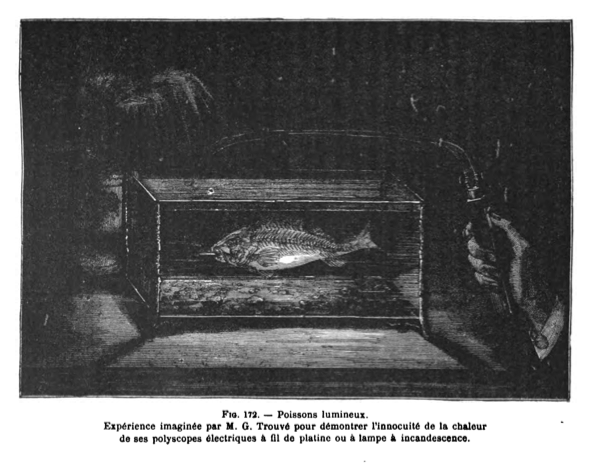 FIG. 172. — Poissons lumineux.
Expérience imaginée par M. G. Trouvé pour démontrer l'innocuité de la chaleur
de ses polyscopes électriques à fil de platine ou à lampe à incandescence.